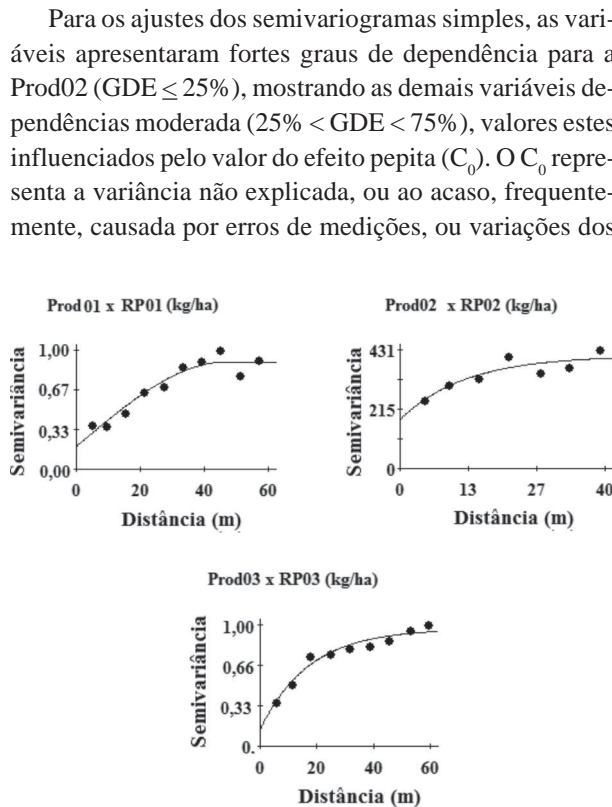 Para os ajustes dos semivariogramas simples, as vari-
áveis apresentaram fortes graus de dependência para a
Prod02 (GDE ≤ 25%), mostrando as demais variáveis de-
pendências moderada (25% < GDE < 75%), valores estes
influenciados pelo valor do efeito pepita (C₀). O C₀ repre-
senta a variância não explicada, ou ao acaso, frequente-
mente, causada por erros de medições, ou variações dos
Prod01 x RP01 (kg/ha)
Semivariância
1,00
0,67
0,33
0,00
0 20 40 60
Distância (m)
Prod02 x RP02 (kg/ha)
Semivariância
431
215
0
0 13 27 40
Distância (m)
Prod03 x RP03 (kg/ha)
Semivariância
1,00
0,66
0,33
0.
0 20 40 60
Distância (m)